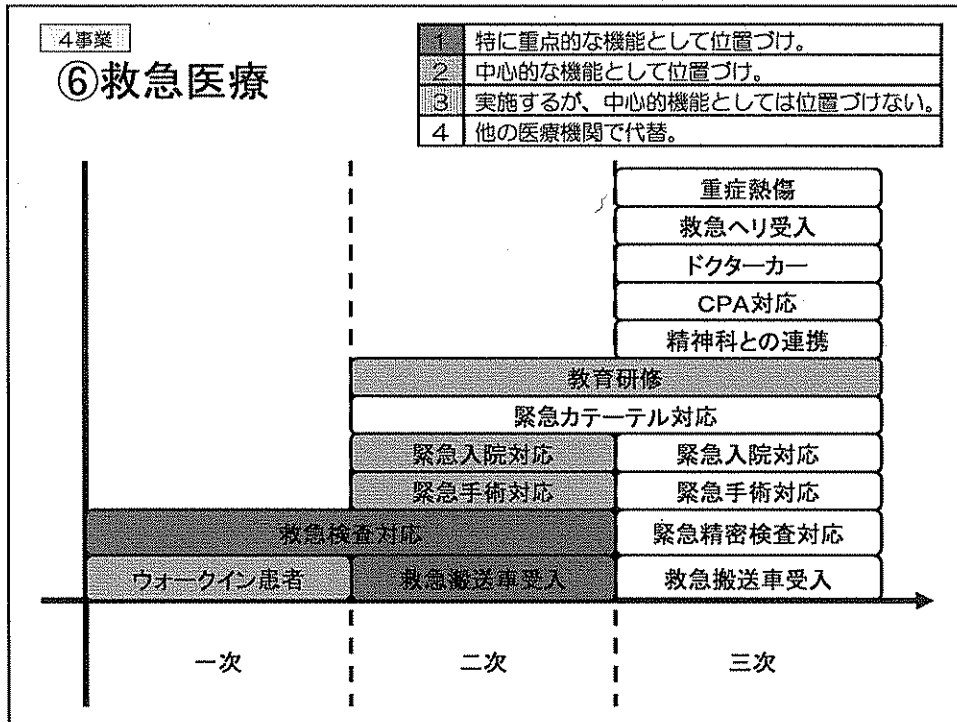 4事業
⑥救急医療
1 特に重点的な機能として位置づけ。
2 中心的な機能として位置づけ。
3 実施するが、中心的機能としては位置づけない。
4 他の医療機関で代替。
重症熱傷
救急ヘリ受入
ドクターカー
CPA対応
精神科との連携
教育研修
緊急カテーテル対応
緊急入院対応 緊急入院対応
緊急手術対応 緊急手術対応
救急検査対応 緊急精密検査対応
ウォークイン患者 救急搬送車受入 救急搬送車受入
一次 二次 三次